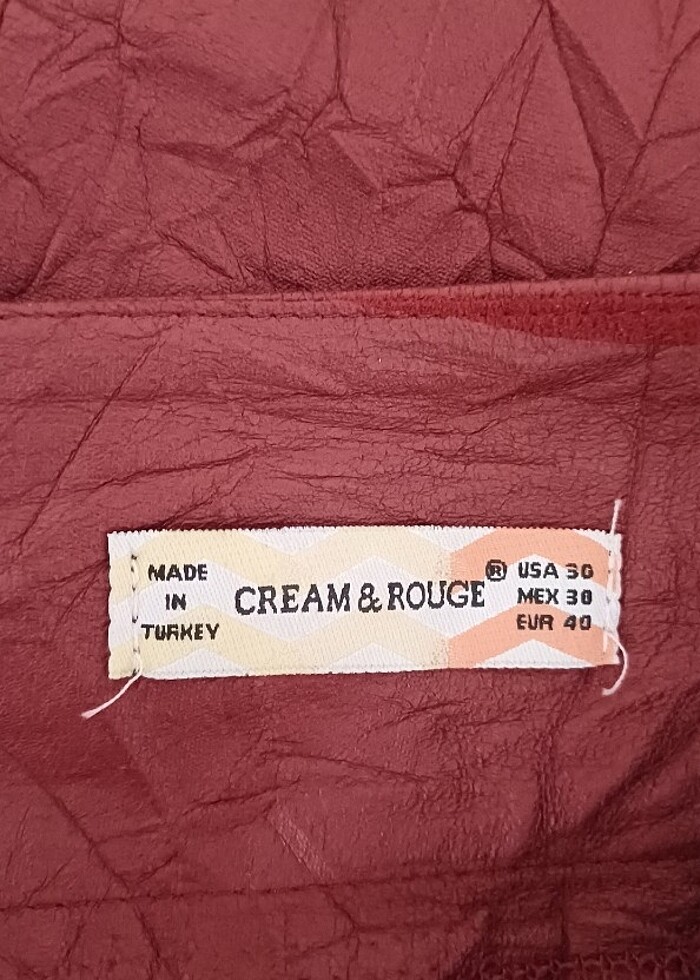 MADE
IN
TURKEY
CREAM & ROUGE®
USA 30
MEX 30
EUR 40